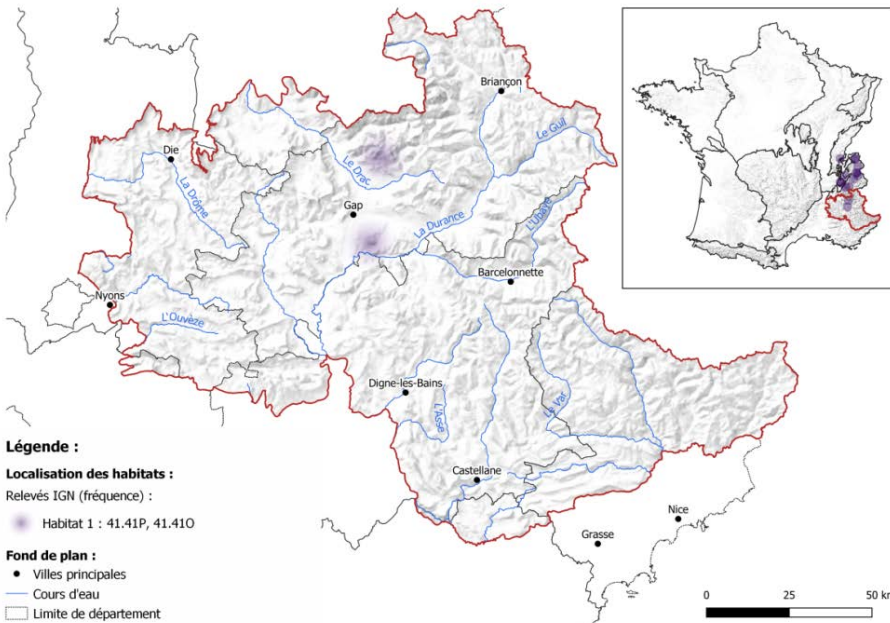 Briançon
Le Guil
Die
La Drôme
Le Drac
Gap
La Durance
L'Ubaye
Barcelonnette
Nyons
L'Ouvèze
Digne-les-Bains
L'Asse
Le Var
Castellane
Nice
Grasse
Légende :
Localisation des habitats :
Relevés IGN (fréquence) :
Habitat 1 : 41.41P, 41.41O
Fond de plan :
Villes principales
Cours d'eau
Limite de département
0 25 50 km